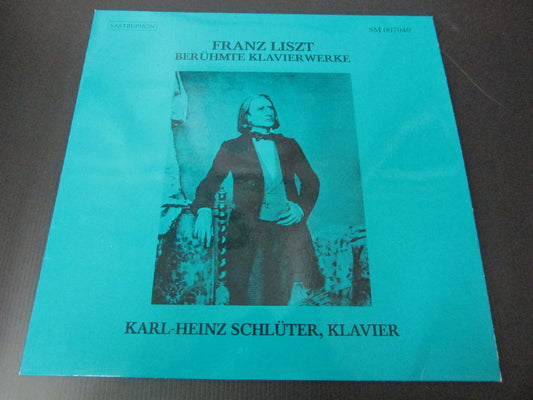 SASTRUPHON
SM 007049
FRANZ LISZT
BERÜHMTE KLAVIERWERKE
KARL-HEINZ SCHLÜTER, KLAVIER